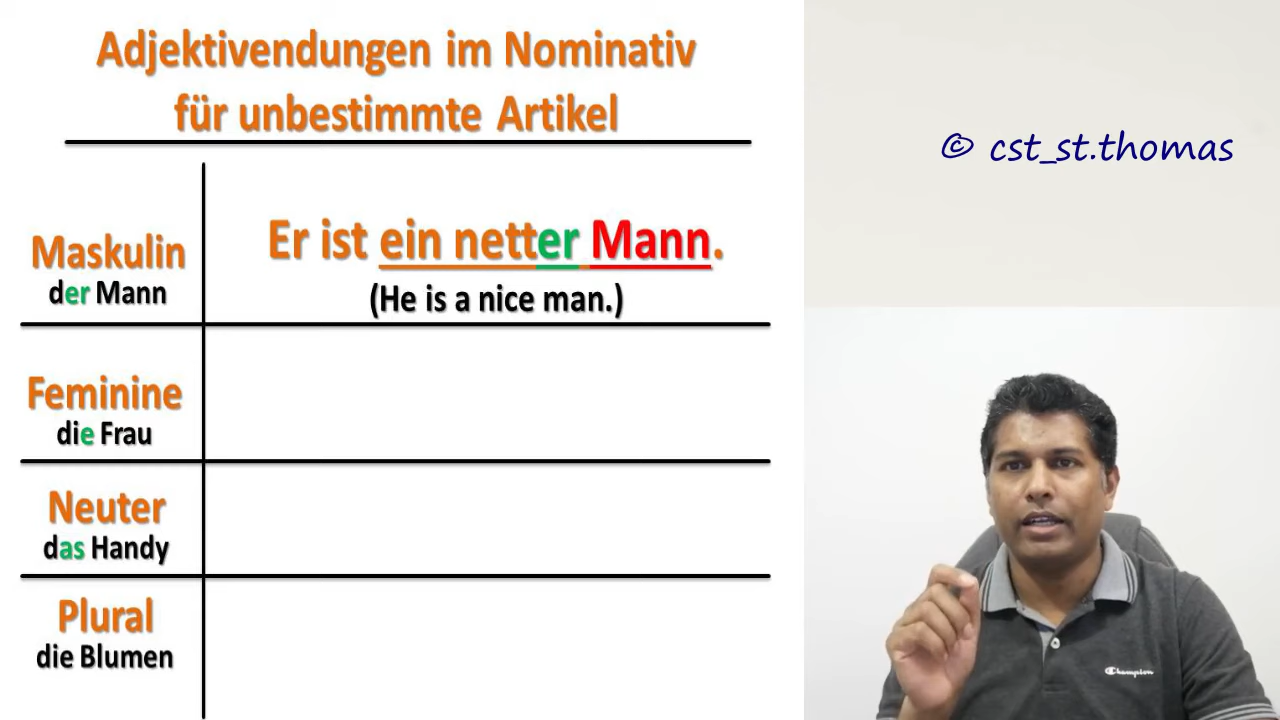 Adjektivendungen im Nominativ
für unbestimmte Artikel
© cst_st.thomas
Maskulin
der Mann
Er ist ein netter Mann.
(He is a nice man.)
Feminine
die Frau
Neuter
das Handy
Plural
die Blumen
Champion